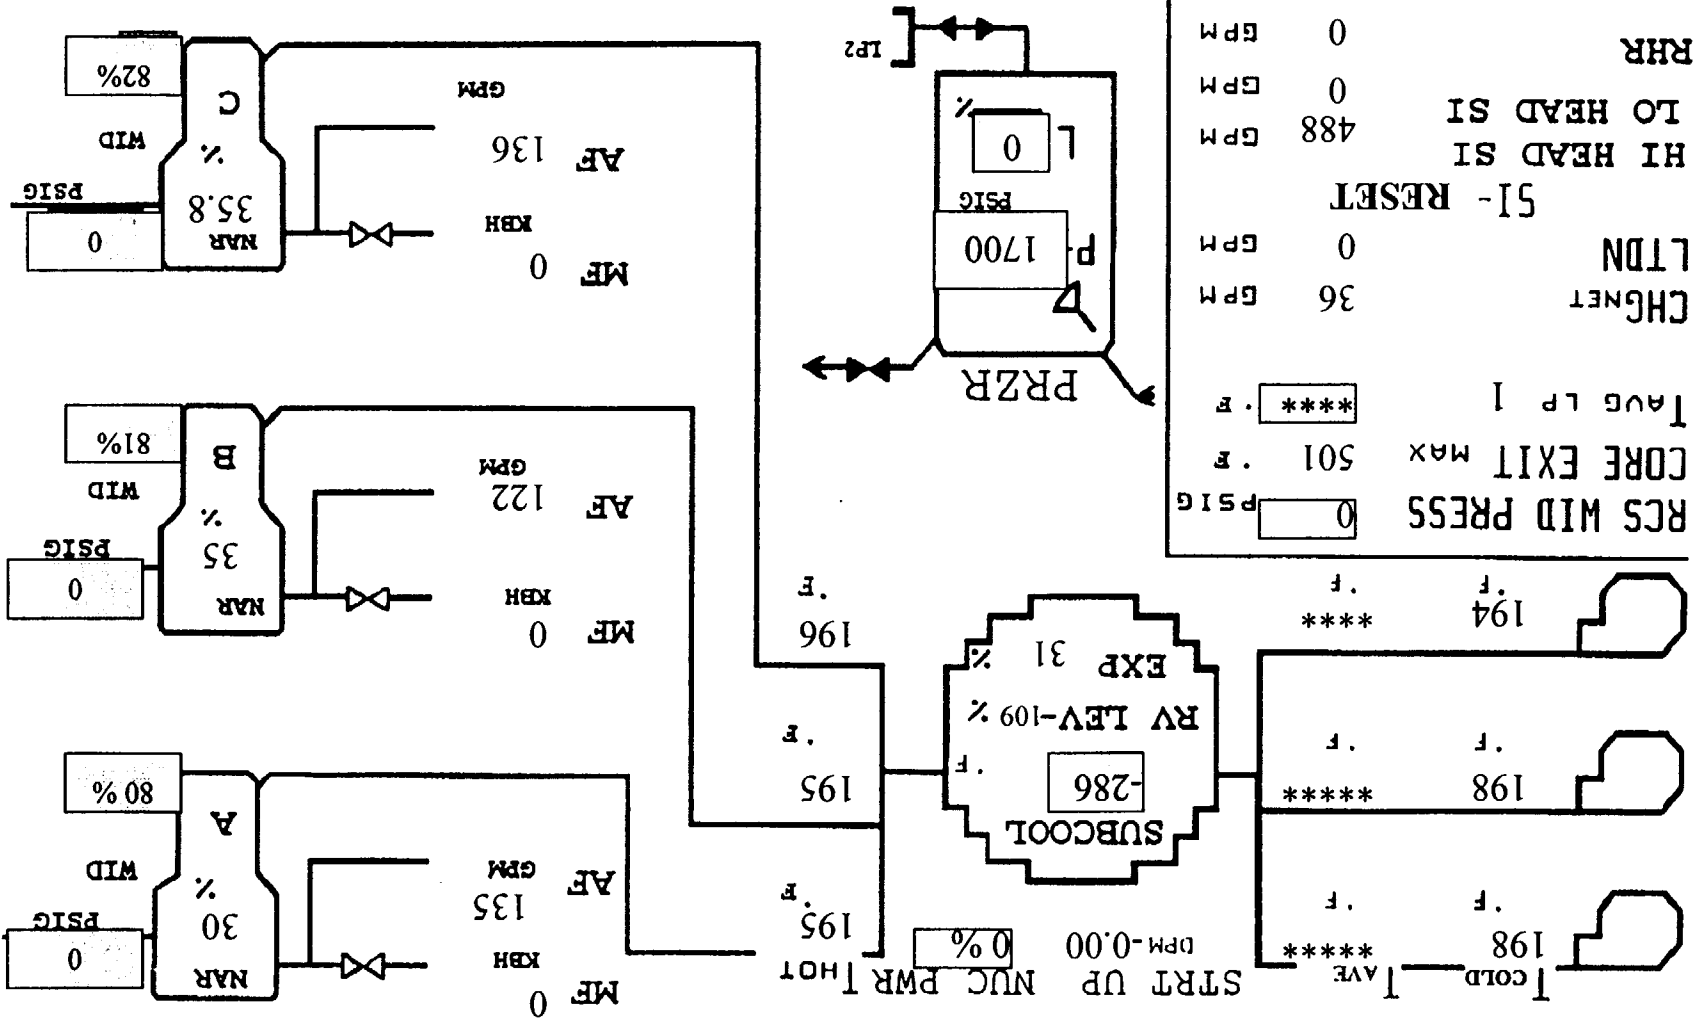 TCOLD TAVE STRT UP NUC PWR THOT MF 0
198 ***** DPM-0.00 0 % 195 KBH NAR 0
°F °F °F 135 30 PSIG
AF GPM % WID
SUBCOOL A
198 ***** -286 195 80 %
°F °F °F °F
RV LEV-109 %
EXP 31 % MF 0
194 **** 196 KBH NAR 0
°F °F °F 35 PSIG
RCS WID PRESS 0 PSIG AF 122 % WID
GPM
CORE EXIT MAX 501 °F B 81%
TAVG LP 1 **** °F
PRZR
CHGNET 36 GPM MF 0
LTDN 0 GPM P 1700 KBH NAR 0
SI- RESET PSIG 35.8 PSIG
HI HEAD SI 488 GPM L 0 AF 136 % WID
LO HEAD SI 0 GPM % GPM C 82%
RHR 0 GPM LP2